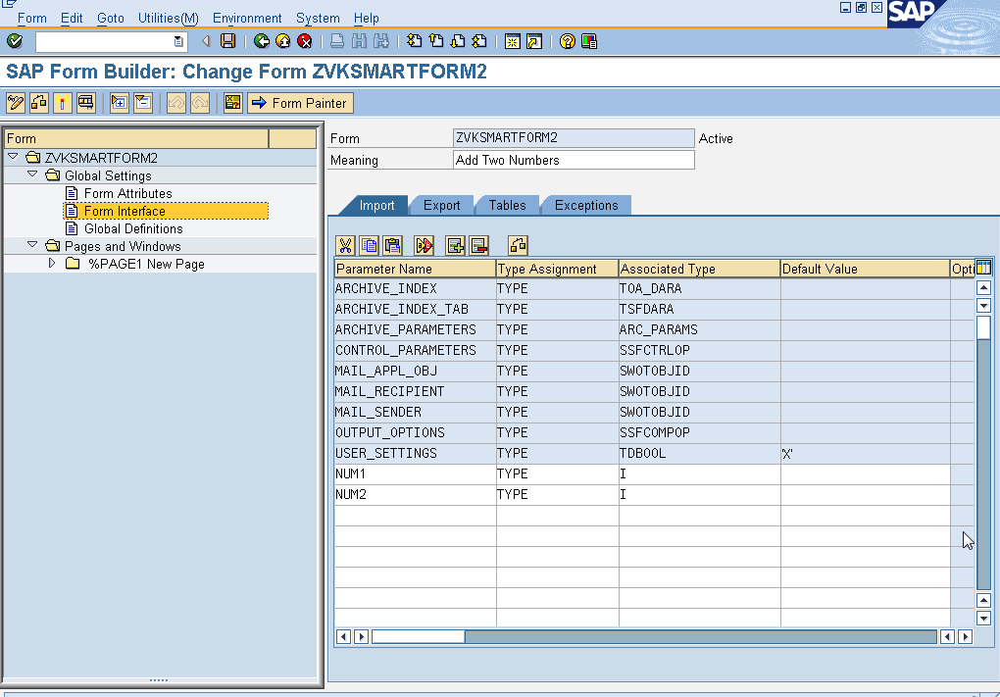 Form Edit Goto Utilities(M) Environment System Help
SAP
SAP Form Builder: Change Form ZVKSMARTFORM2
Form Painter
Form
ZVKSMARTFORM2
Global Settings
Form Attributes
Form Interface
Global Definitions
Pages and Windows
%PAGE1 New Page
Form ZVKSMARTFORM2 Active
Meaning Add Two Numbers
Import Export Tables Exceptions
Parameter Name Type Assignment Associated Type Default Value Opti
ARCHIVE_INDEX TYPE TOA_DARA
ARCHIVE_INDEX_TAB TYPE TSFDARA
ARCHIVE_PARAMETERS TYPE ARC_PARAMS
CONTROL_PARAMETERS TYPE SSFCTRLOP
MAIL_APPL_OBJ TYPE SWOTOBJID
MAIL_RECIPIENT TYPE SWOTOBJID
MAIL_SENDER TYPE SWOTOBJID
OUTPUT_OPTIONS TYPE SSFCOMPOP
USER_SETTINGS TYPE TDBOOL 'X'
NUM1 TYPE I
NUM2 TYPE I